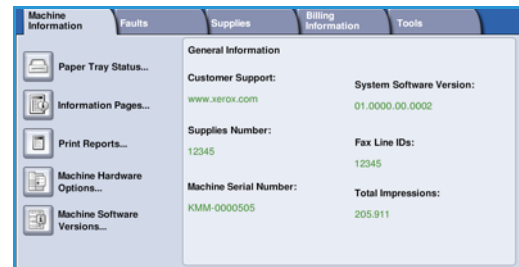 Machine
Information
Faults
Supplies
Billing
Information
Tools
Paper Tray Status...
Information Pages...
Print Reports...
Machine Hardware
Options...
Machine Software
Versions...
General Information
Customer Support:
www.xerox.com
Supplies Number:
12345
Machine Serial Number:
KMM-0000505
System Software Version:
01.0000.00.0002
Fax Line IDs:
12345
Total Impressions:
205.911